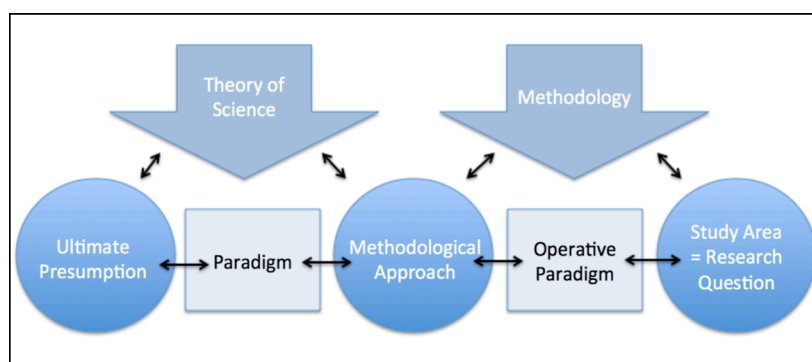 Theory of
Science
Methodology
Ultimate
Presumption
Paradigm
Methodological
Approach
Operative
Paradigm
Study Area
= Research
Question